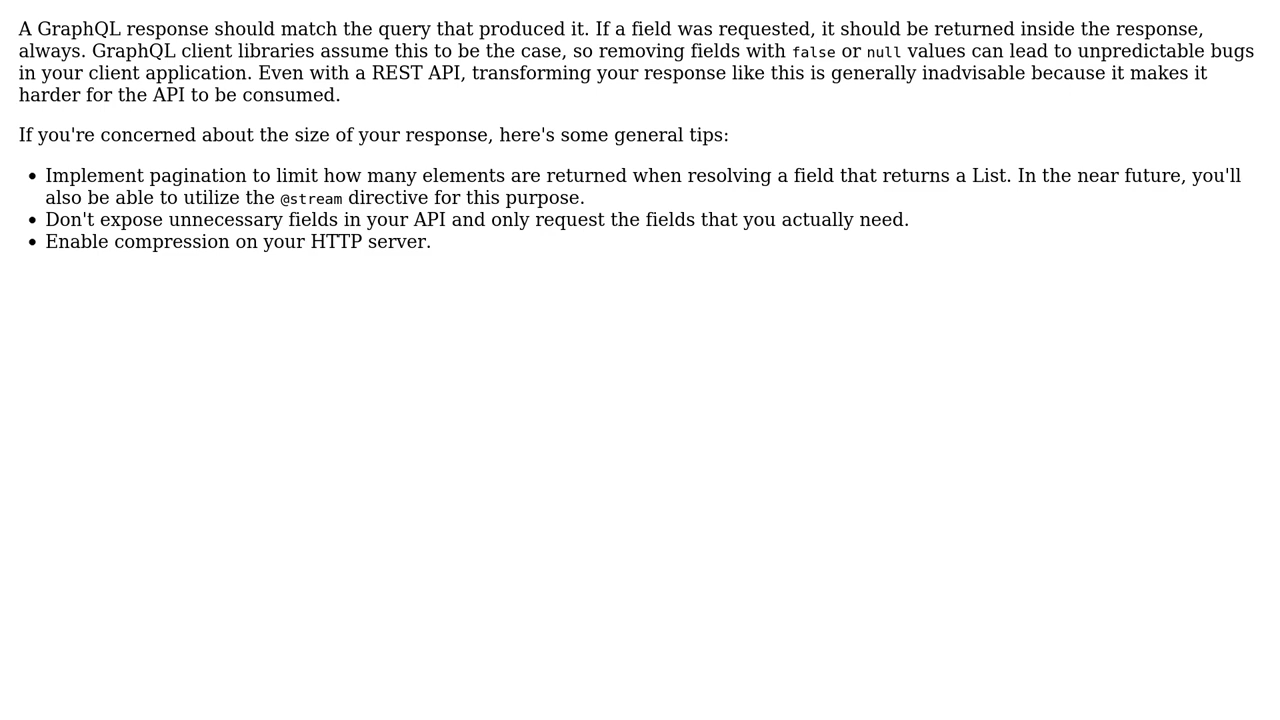 A GraphQL response should match the query that produced it. If a field was requested, it should be returned inside the response,
always. GraphQL client libraries assume this to be the case, so removing fields with false or null values can lead to unpredictable bugs
in your client application. Even with a REST API, transforming your response like this is generally inadvisable because it makes it
harder for the API to be consumed.
If you're concerned about the size of your response, here's some general tips:
• Implement pagination to limit how many elements are returned when resolving a field that returns a List. In the near future, you'll
also be able to utilize the @stream directive for this purpose.
• Don't expose unnecessary fields in your API and only request the fields that you actually need.
• Enable compression on your HTTP server.